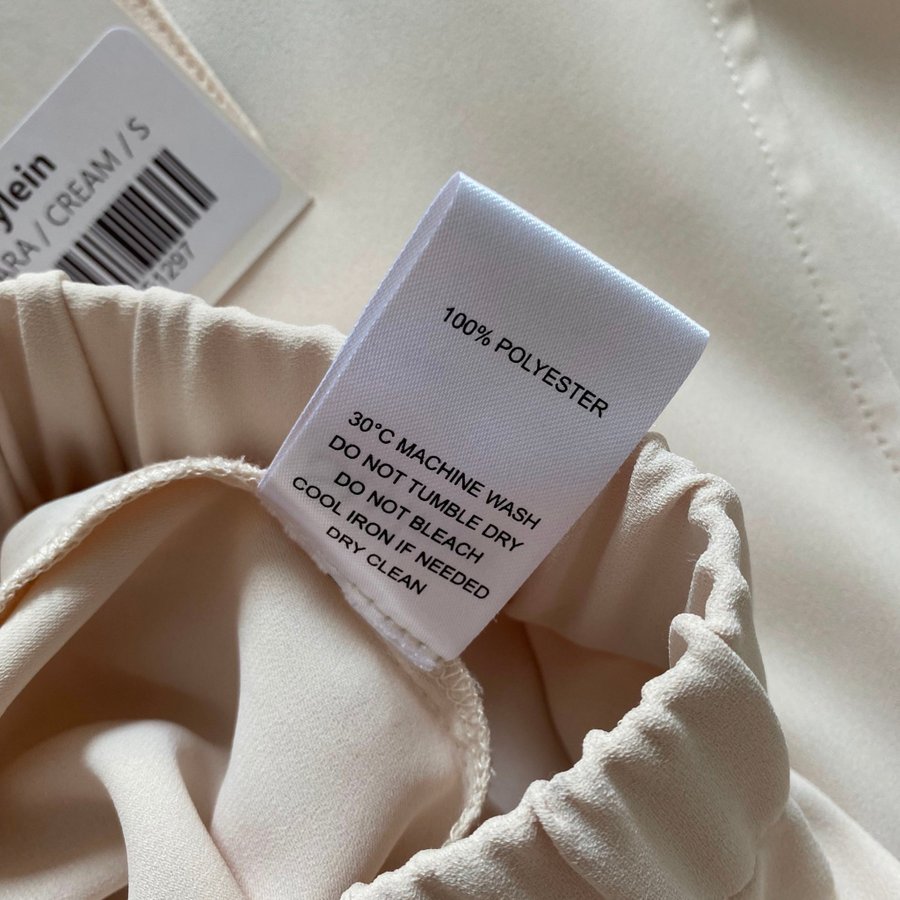 ylein
ARA / CREAM / S
1297
100% POLYESTER
30°C MACHINE WASH
DO NOT TUMBLE DRY
DO NOT BLEACH
COOL IRON IF NEEDED
DRY CLEAN